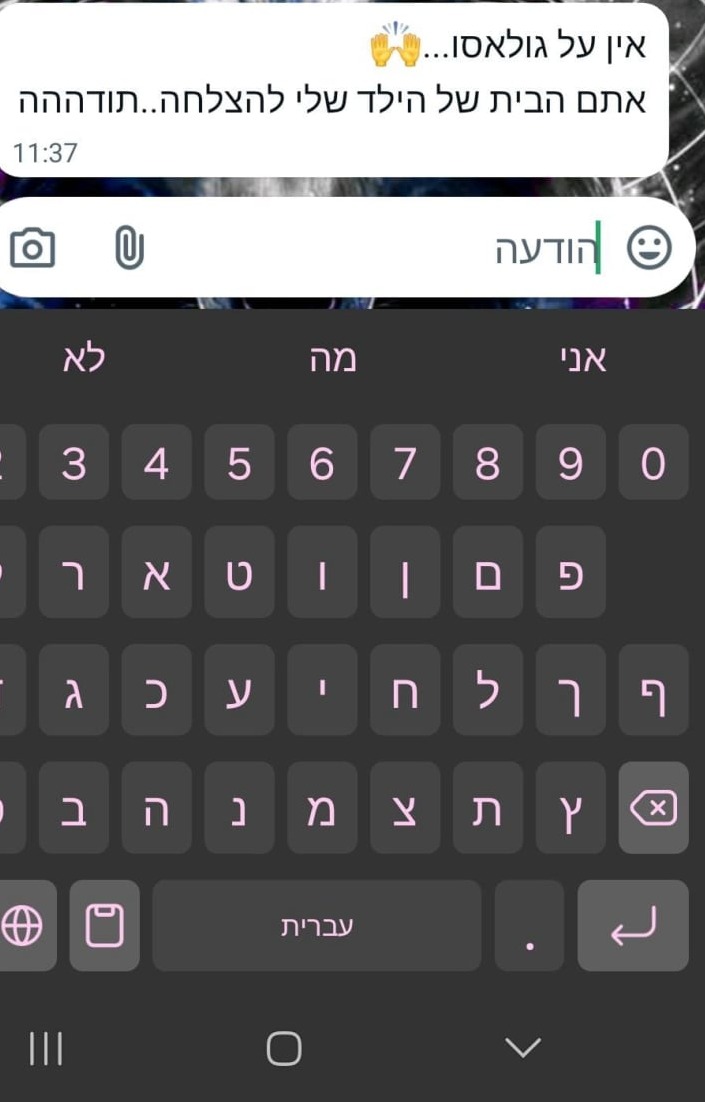 אין על גולאסו...🙌
אתם הבית של הילד שלי להצלחה..תודההה
11:37
הודעה
אני מה לא
3 4 5 6 7 8 9 0
ר א ט ו ן ם פ
ג כ ע י ח ל ך ף
ב ה נ מ צ ת ץ
עברית .